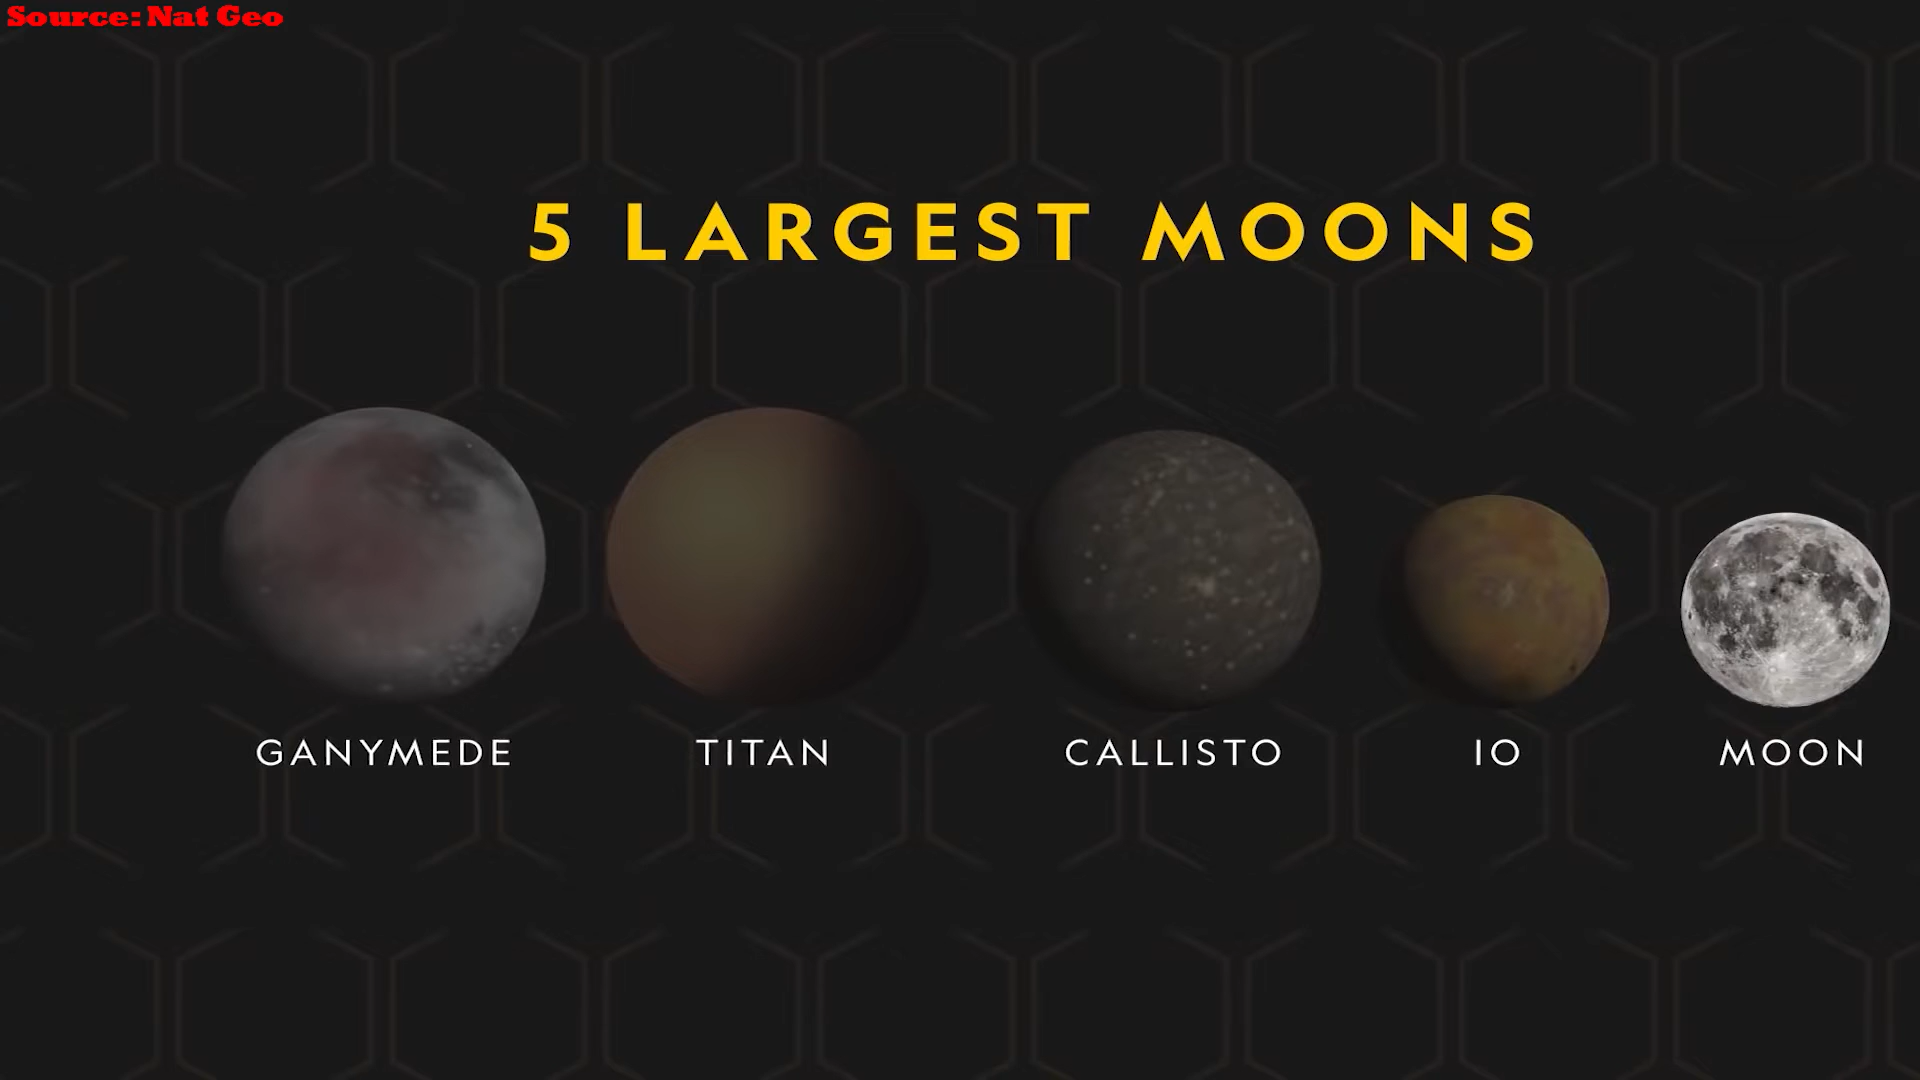 Source: Nat Geo
5 LARGEST MOONS
GANYMEDE
TITAN
CALLISTO
IO
MOON